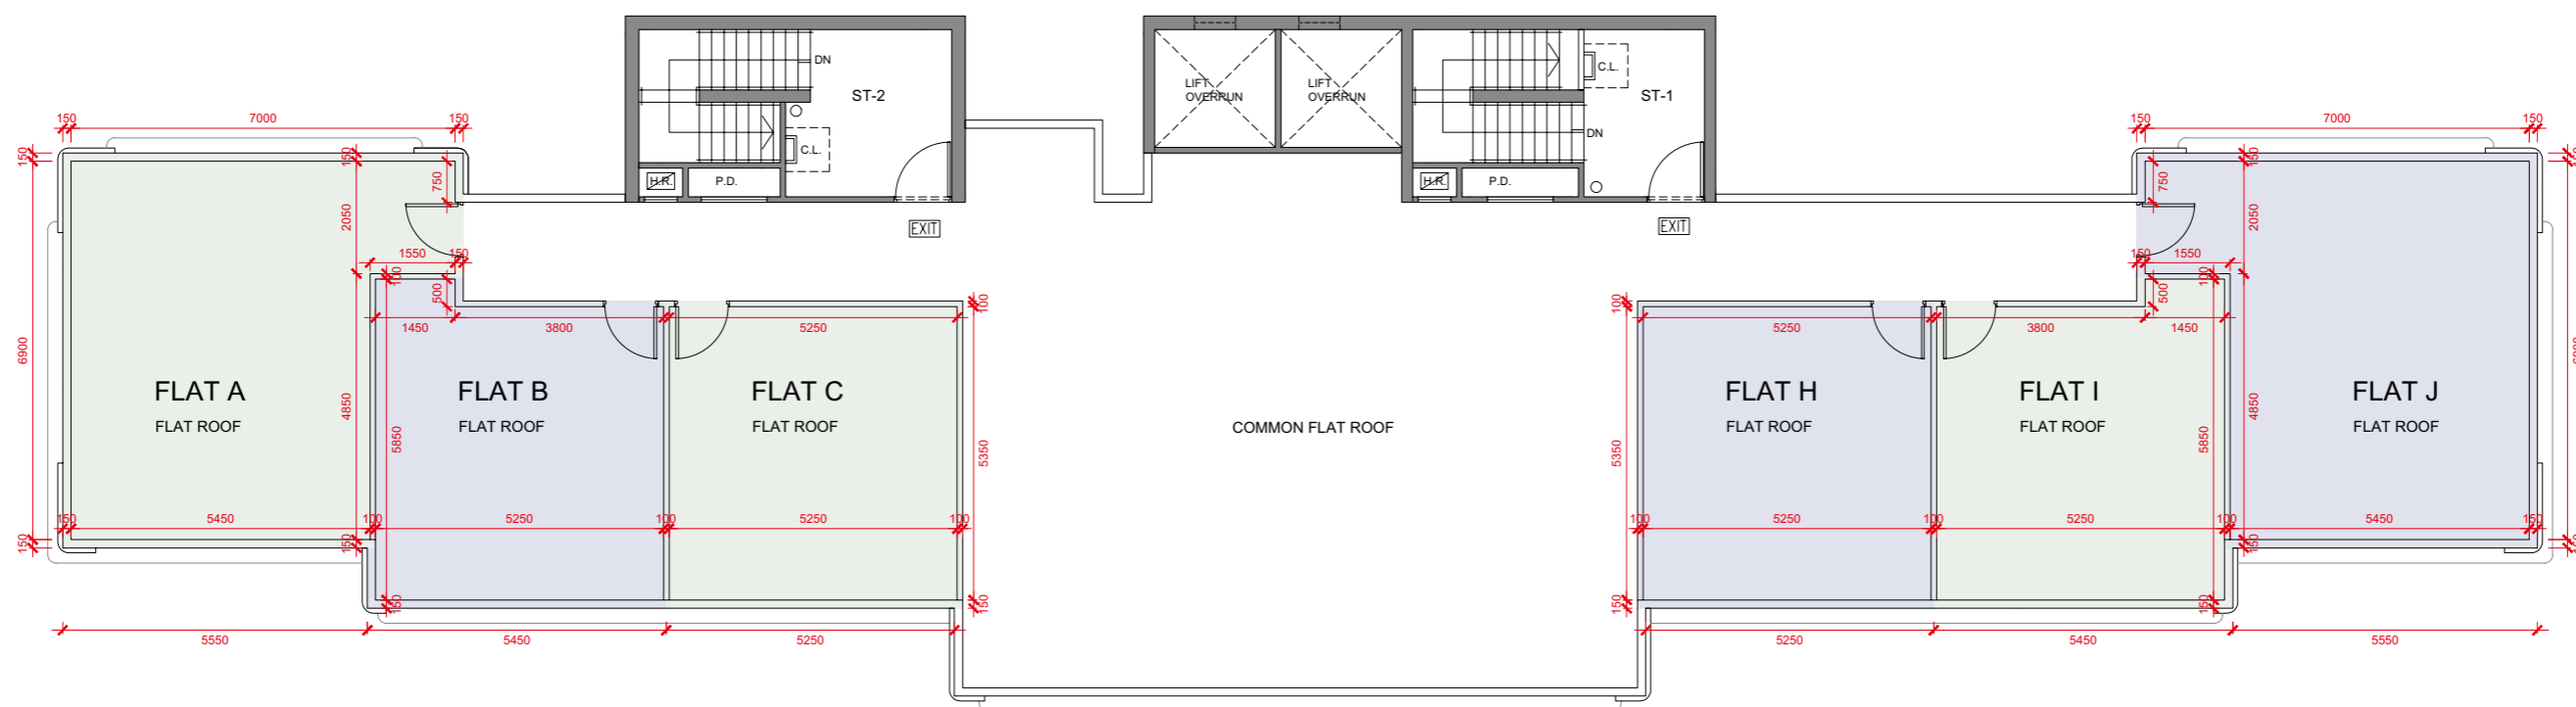 DN
ST-2
C.L.
H.R.
P.D.
EXIT
LIFT
OVERRUN
LIFT
OVERRUN
C.L.
ST-1
DN
H.R.
P.D.
EXIT
150 7000 150
150
150
750
2050
1550 150
100
500
1450 3800 5250
100
6900
4850
5850
5350
FLAT A
FLAT ROOF
FLAT B
FLAT ROOF
FLAT C
FLAT ROOF
COMMON FLAT ROOF
150 5450 100 5250 100 5250 100
150
150
150
150
5550 5450 5250
150 7000 150
150
750
2050
150 1550
100
500
100
5250 3800 1450
5350
5850
4850
FLAT H
FLAT ROOF
FLAT I
FLAT ROOF
FLAT J
FLAT ROOF
100 5250 100 5250 100 5450 150
150
150
150
5250 5450 5550